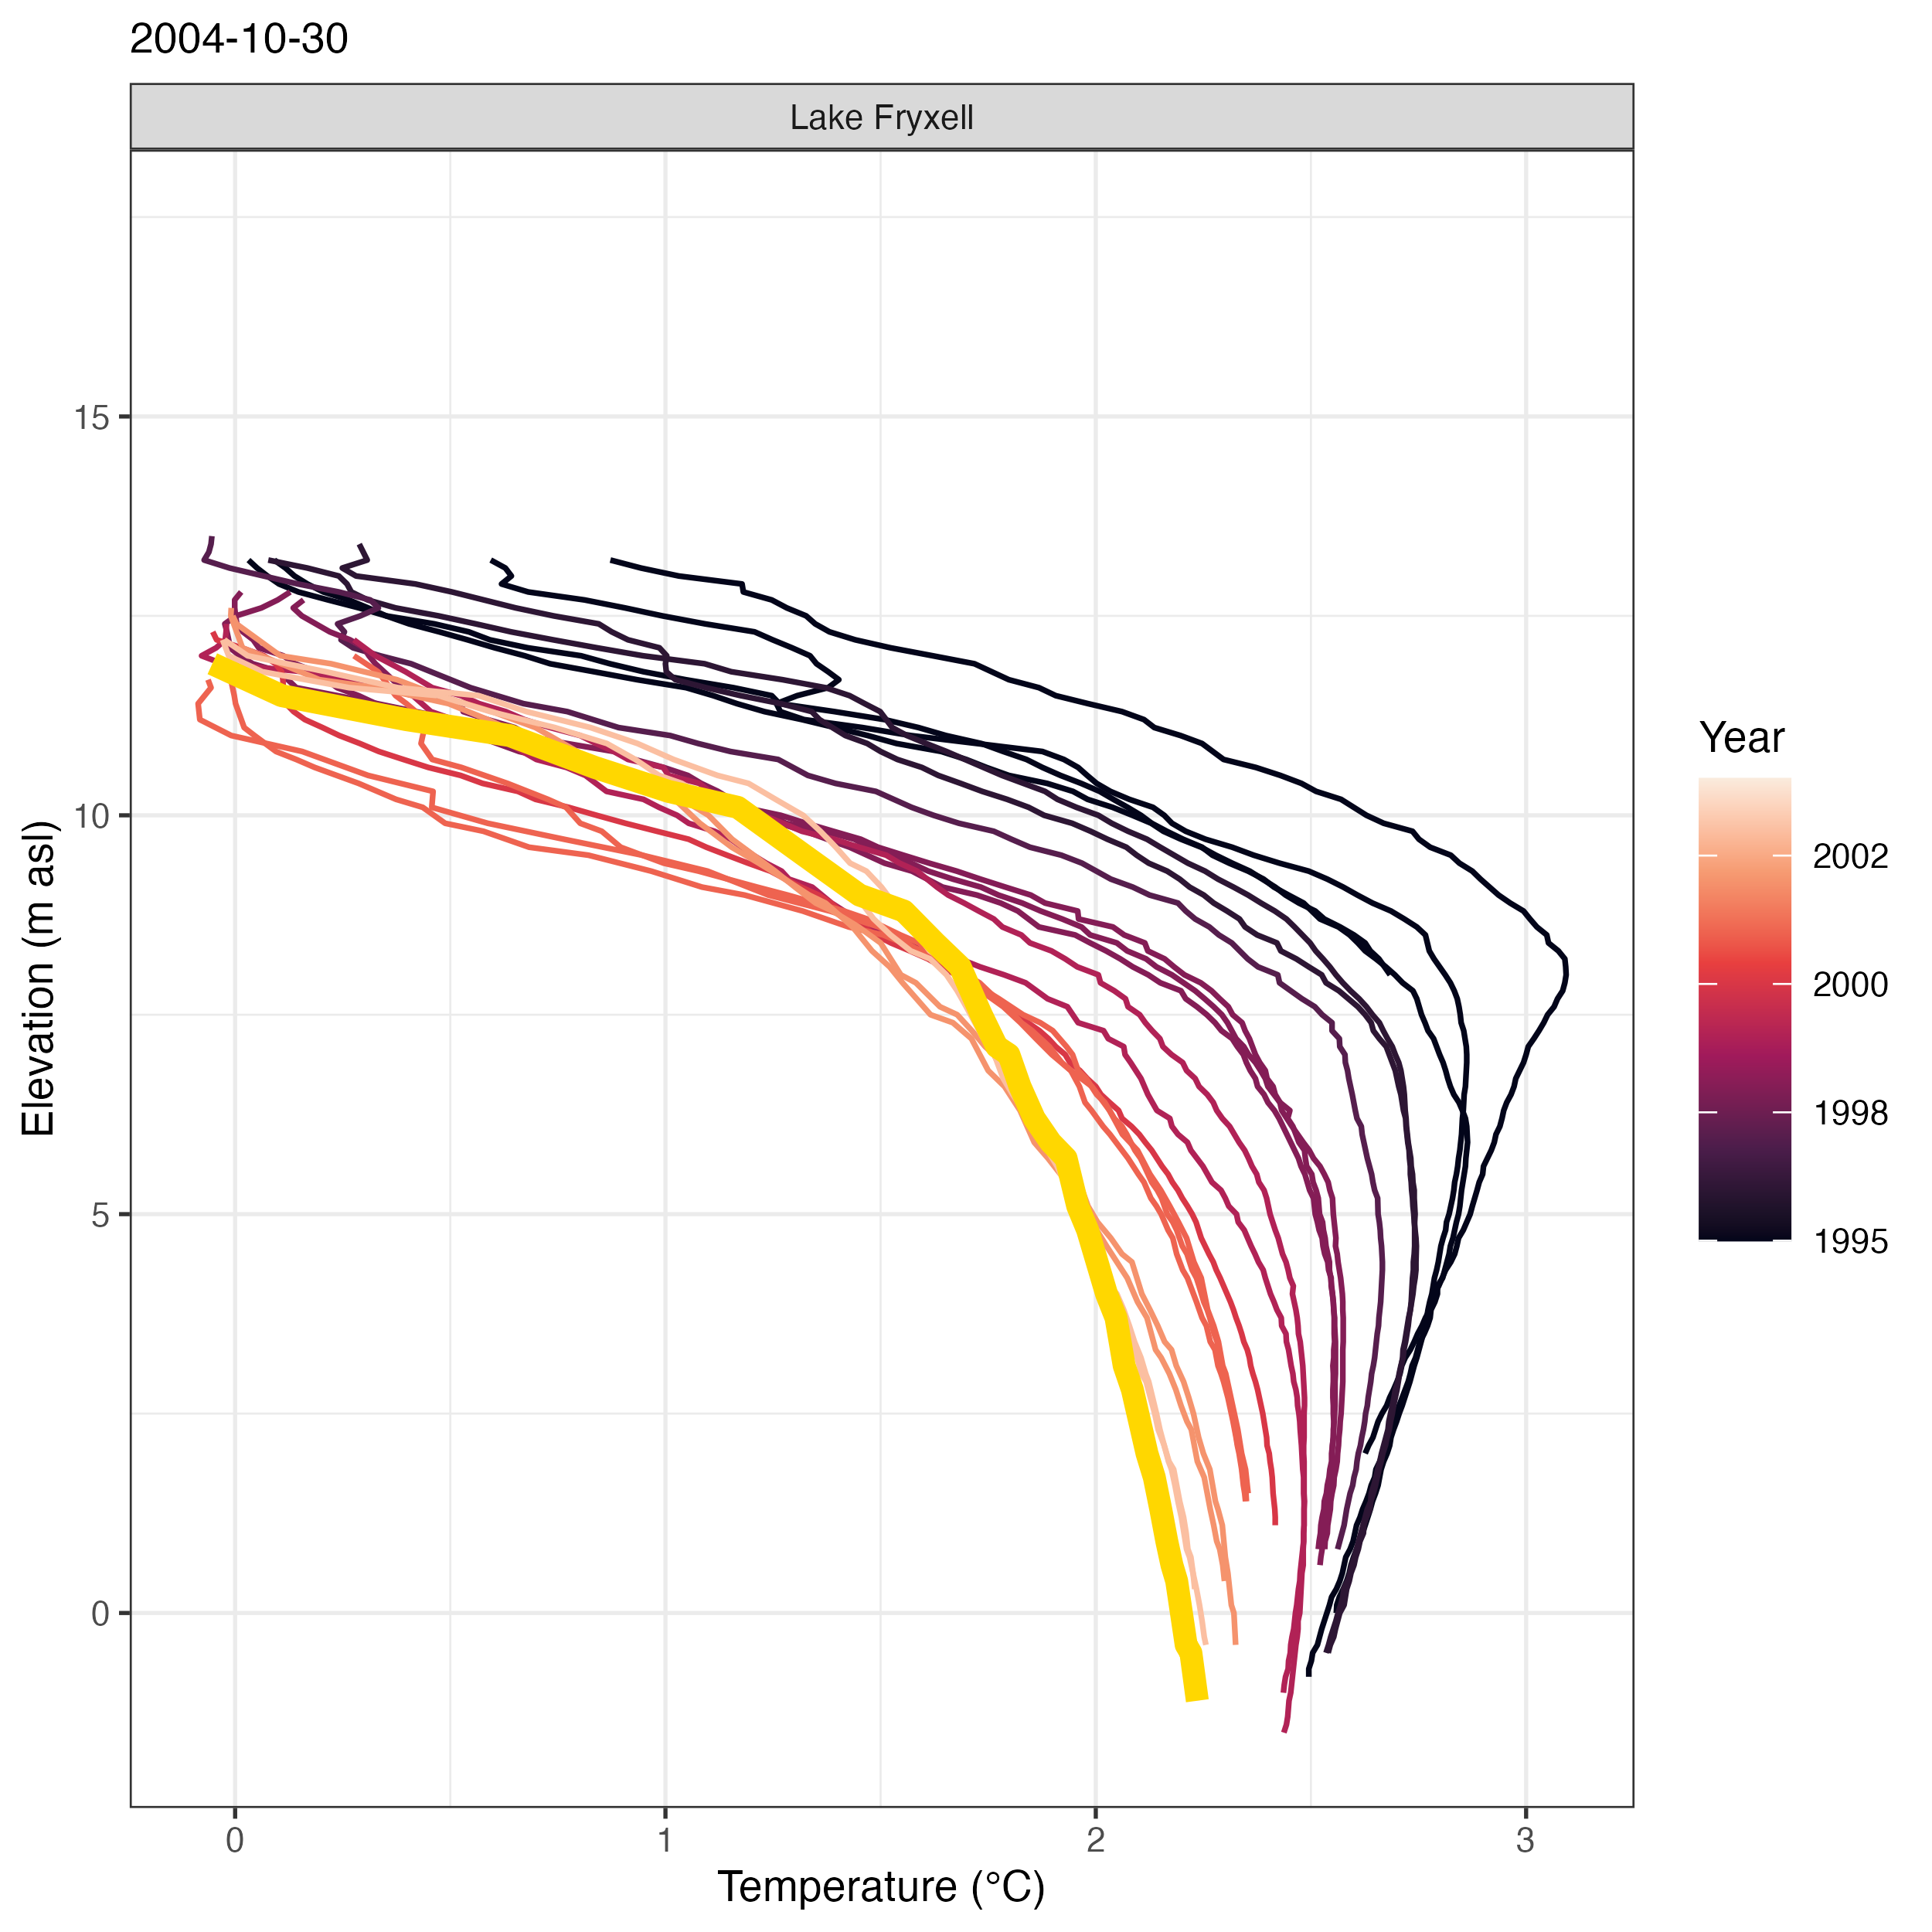 2004-10-30
Lake Fryxell
Elevation (m asl)
15
10
5
0
0 1 2 3
Temperature (°C)
Year
2002
2000
1998
1995